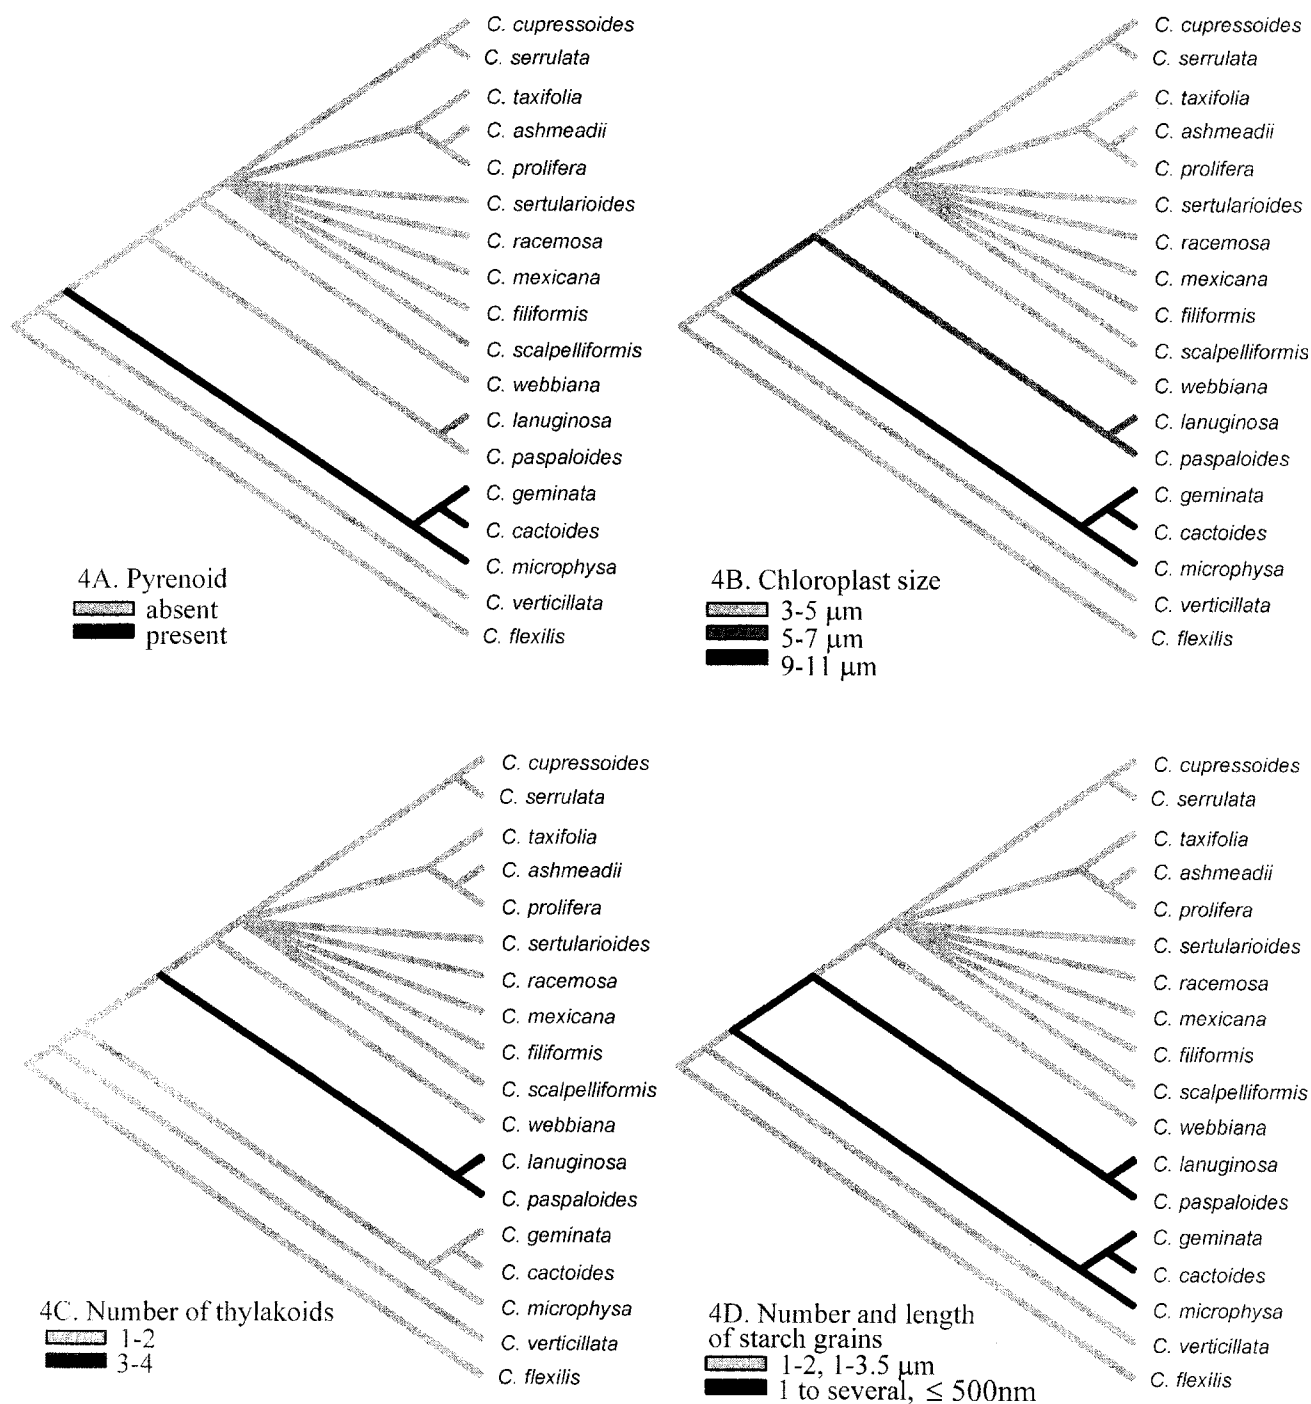 C. cupressoides
C. serrulata
C. taxifolia
C. ashmeadii
C. prolifera
C. sertularioides
C. racemosa
C. mexicana
C. filiformis
C. scalpelliformis
C. webbiana
C. lanuginosa
C. paspaloides
C. geminata
C. cactoides
C. microphysa
C. verticillata
C. flexilis
4A. Pyrenoid
absent
present
C. cupressoides
C. serrulata
C. taxifolia
C. ashmeadii
C. prolifera
C. sertularioides
C. racemosa
C. mexicana
C. filiformis
C. scalpelliformis
C. webbiana
C. lanuginosa
C. paspaloides
C. geminata
C. cactoides
C. microphysa
C. verticillata
C. flexilis
4B. Chloroplast size
3-5 μm
5-7 μm
9-11 μm
C. cupressoides
C. serrulata
C. taxifolia
C. ashmeadii
C. prolifera
C. sertularioides
C. racemosa
C. mexicana
C. filiformis
C. scalpelliformis
C. webbiana
C. lanuginosa
C. paspaloides
C. geminata
C. cactoides
C. microphysa
C. verticillata
C. flexilis
4C. Number of thylakoids
1-2
3-4
C. cupressoides
C. serrulata
C. taxifolia
C. ashmeadii
C. prolifera
C. sertularioides
C. racemosa
C. mexicana
C. filiformis
C. scalpelliformis
C. webbiana
C. lanuginosa
C. paspaloides
C. geminata
C. cactoides
C. microphysa
C. verticillata
C. flexilis
4D. Number and length
of starch grains
1-2, 1-3.5 μm
1 to several, ≤ 500nm